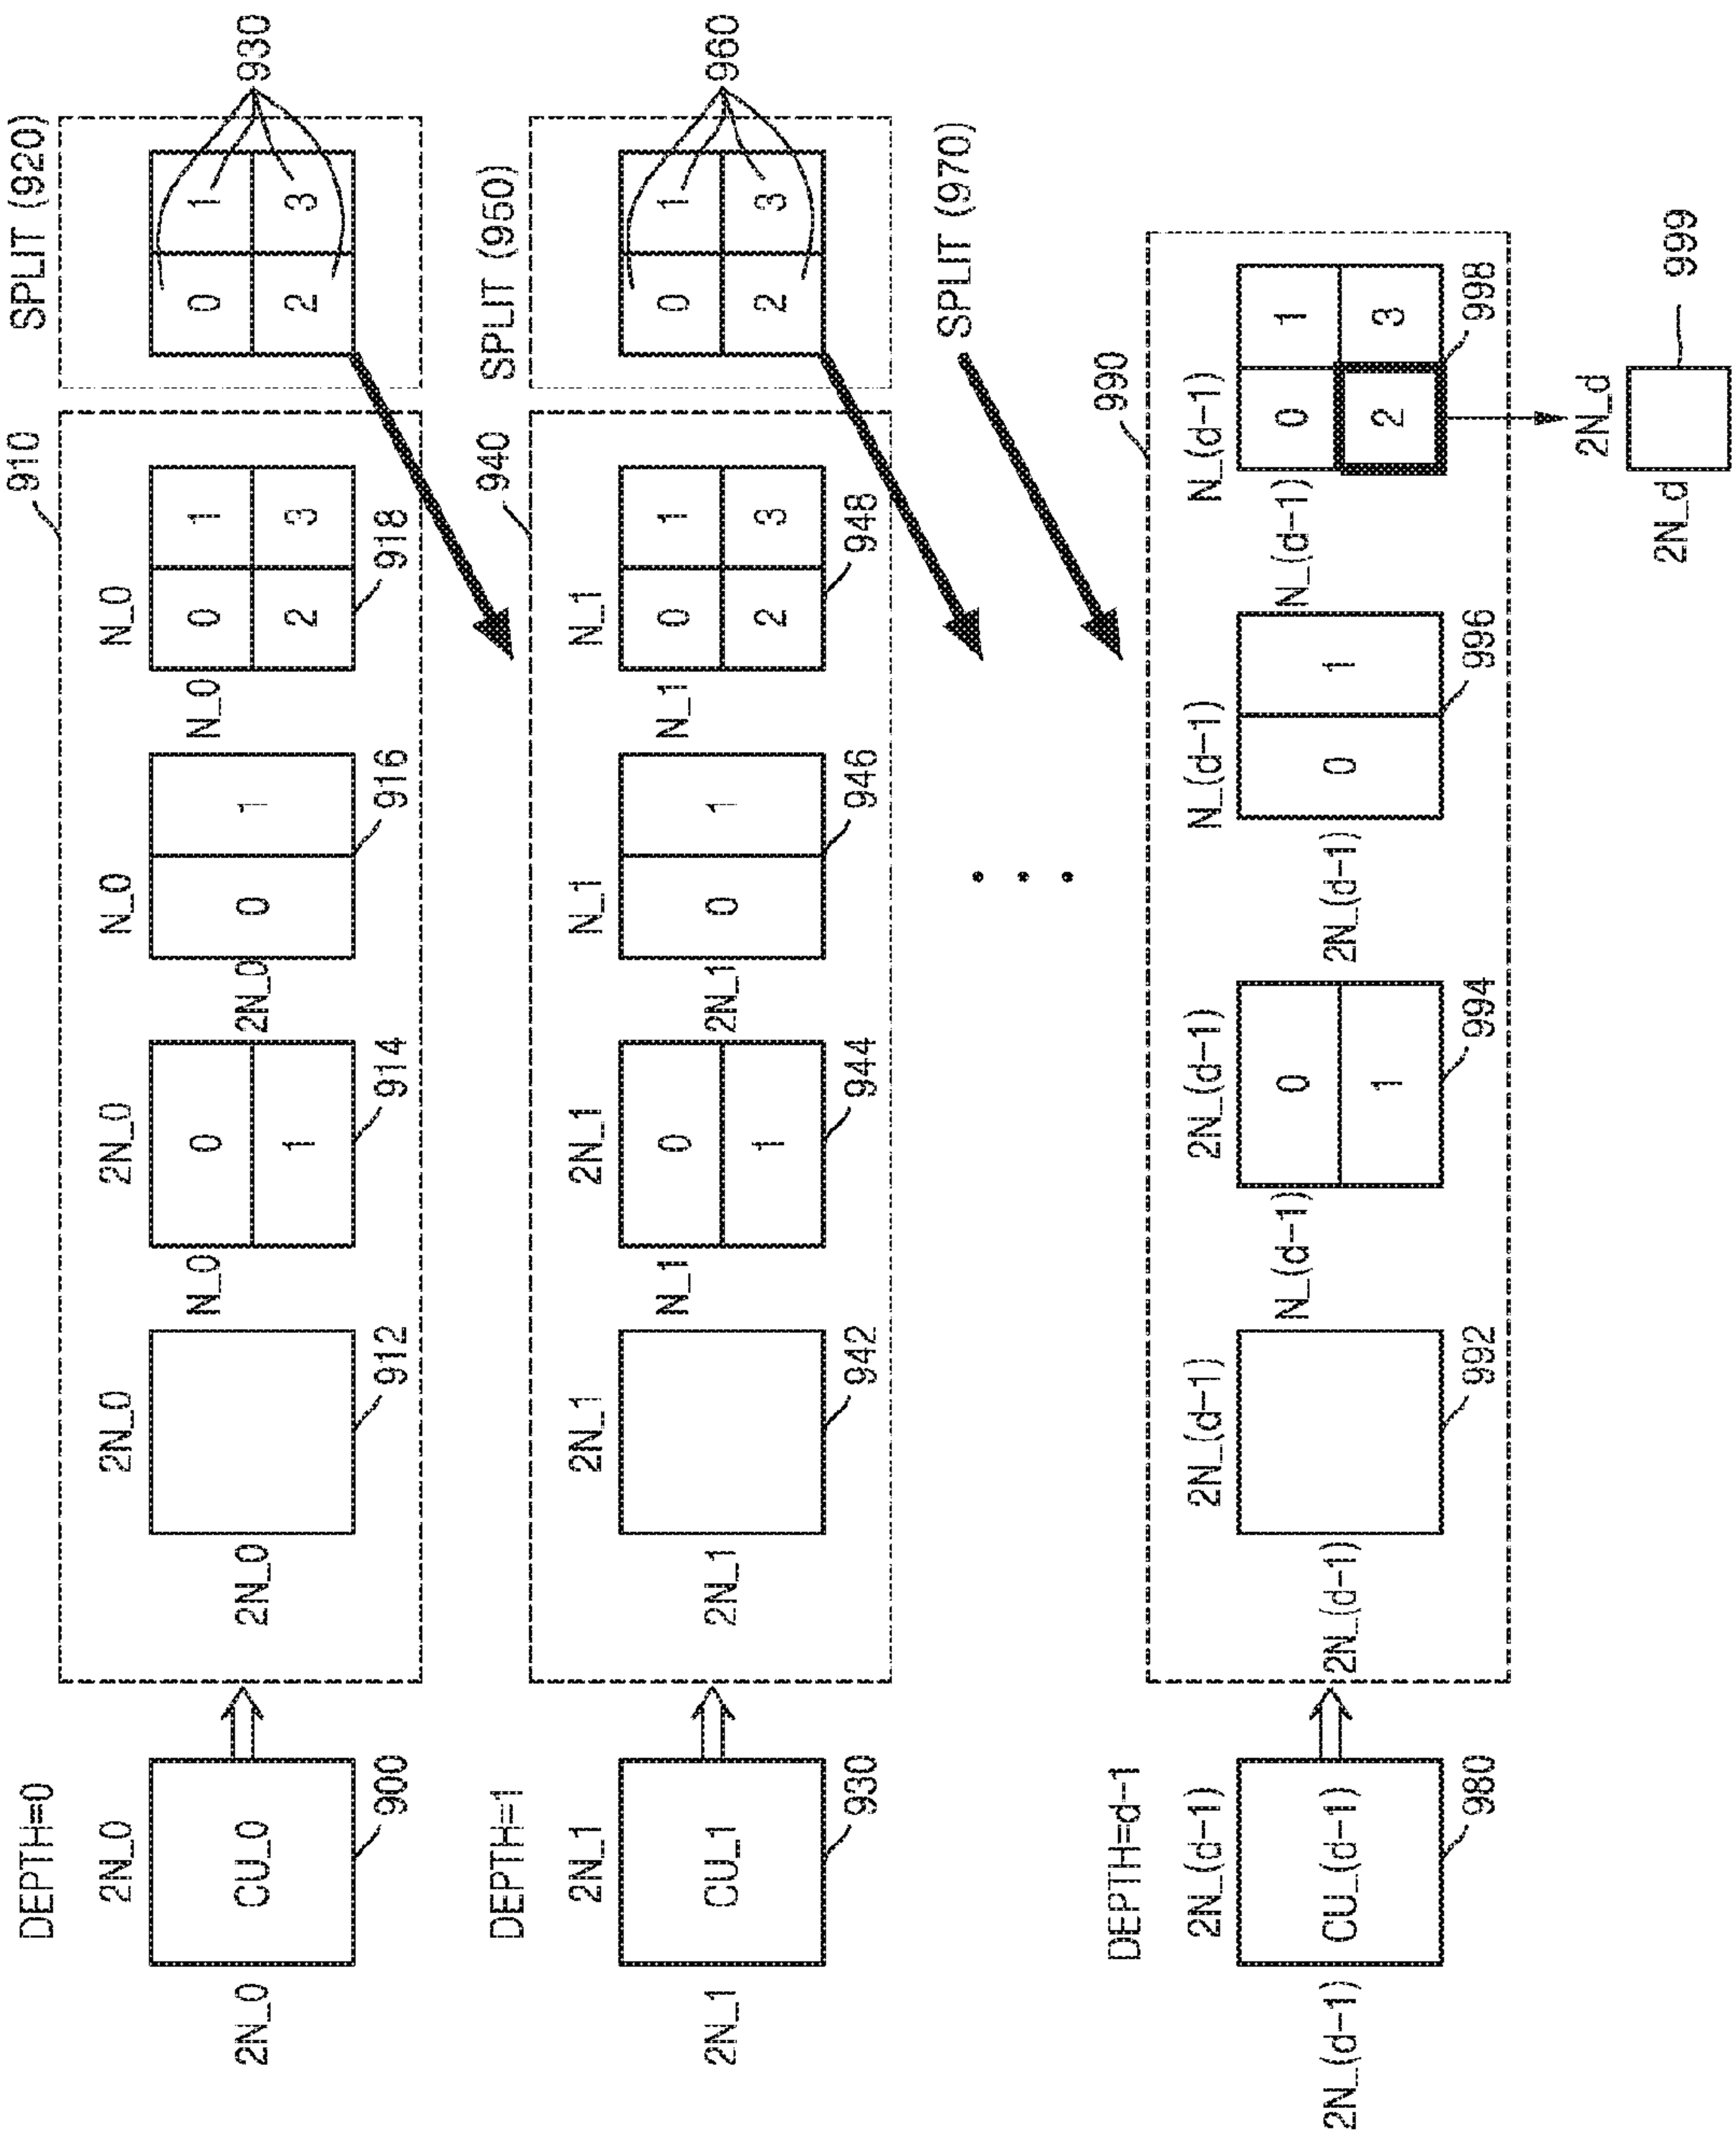 DEPTH=0
2N_0
2N_0
CU_0
900
910
2N_0
2N_0
912
2N_0
N_0
0
1
914
N_0
2N_0
0
1
916
N_0
N_0
0
1
2
3
918
SPLIT (920)
0
1
2
3
930
DEPTH=1
2N_1
2N_1
CU_1
930
940
2N_1
2N_1
942
2N_1
N_1
0
1
944
N_1
2N_1
0
1
946
N_1
N_1
0
1
2
3
948
SPLIT (950)
0
1
2
3
960
SPLIT (970)
DEPTH=d-1
2N_(d-1)
2N_(d-1)
CU_(d-1)
980
990
2N_(d-1)
2N_(d-1)
992
2N_(d-1)
N_(d-1)
0
1
994
N_(d-1)
2N_(d-1)
0
1
996
N_(d-1)
N_(d-1)
0
1
2
3
998
2N_d
2N_d
999